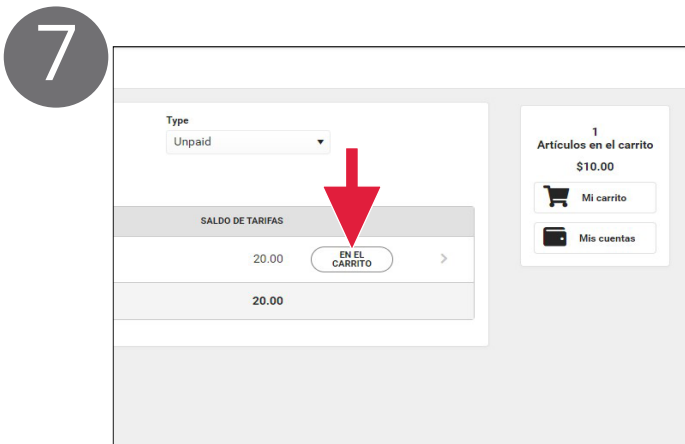 7
Type
Unpaid
SALDO DE TARIFAS
20.00
EN EL
CARRITO
20.00
1
Artículos en el carrito
$10.00
Mi carrito
Mis cuentas